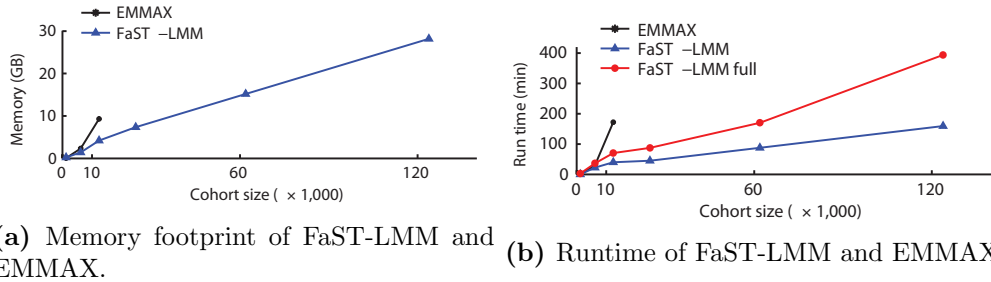 30
20
10
0
Memory (GB)
EMMAX
FaST –LMM
0 10 60 120
Cohort size ( × 1,000)
(a) Memory footprint of FaST-LMM and
EMMAX.
400
300
200
100
0
Run time (min)
EMMAX
FaST –LMM
FaST –LMM full
0 10 60 120
Cohort size ( × 1,000)
(b) Runtime of FaST-LMM and EMMAX